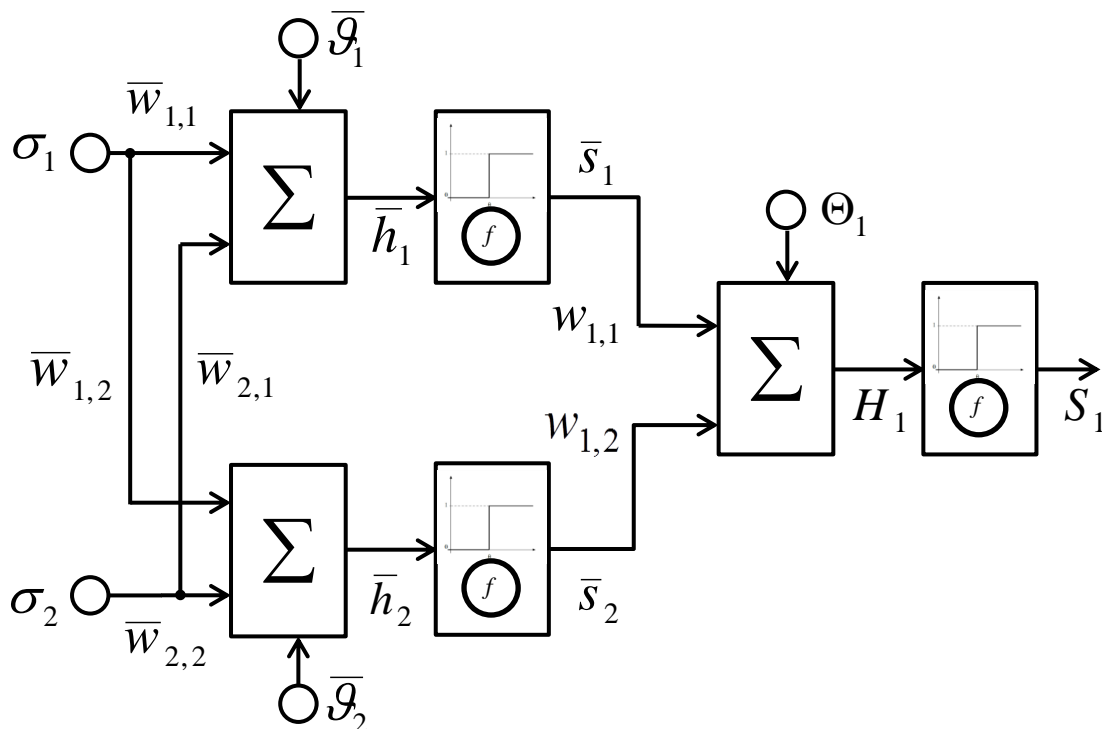 ϑ̅₁
w̅₁,₁
σ₁
Σ
h̅₁
f
s̅₁
Θ₁
w₁,₁
w̅₁,₂
w̅₂,₁
Σ
H₁
f
S₁
w₁,₂
Σ
h̅₂
f
s̅₂
σ₂
w̅₂,₂
ϑ̅₂